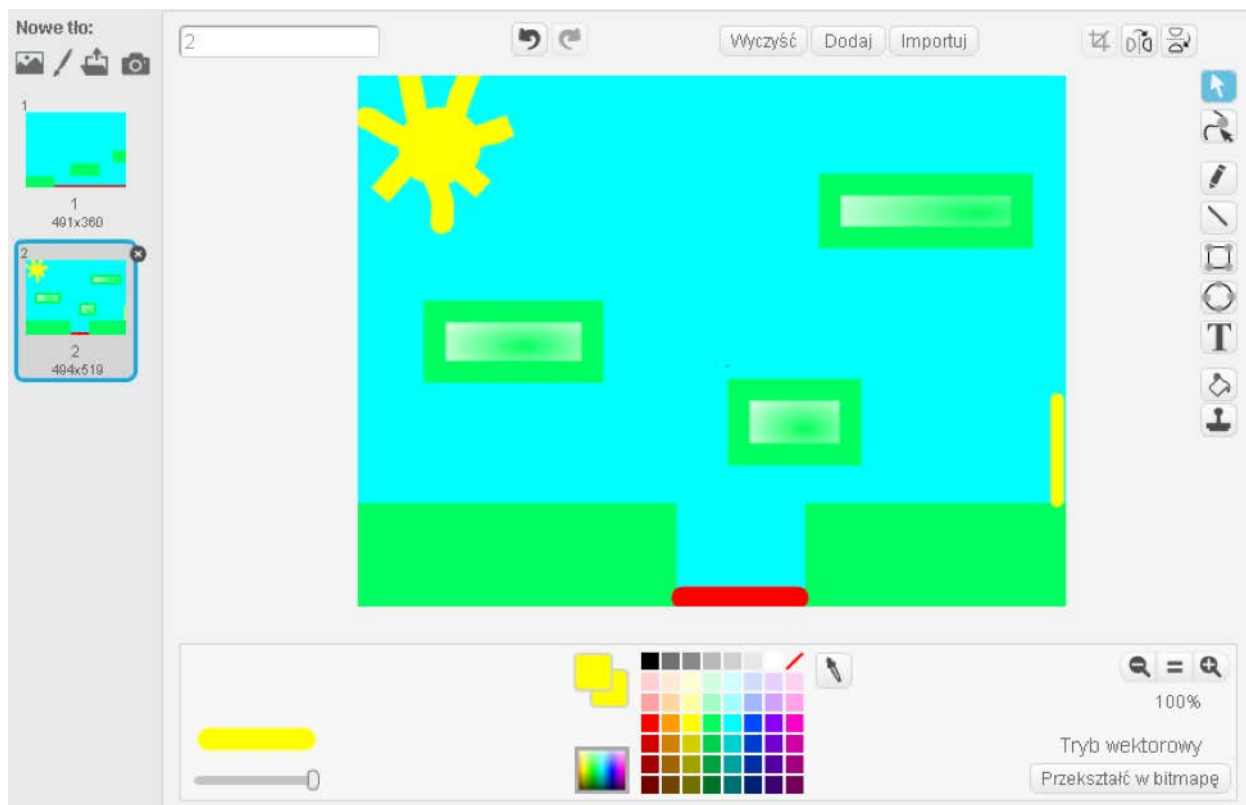 Nowe tło:
2
Wyczyść Dodaj Importuj
1
1
491x360
2
2
494x519
T
100%
Tryb wektorowy
Przekształć w bitmapę